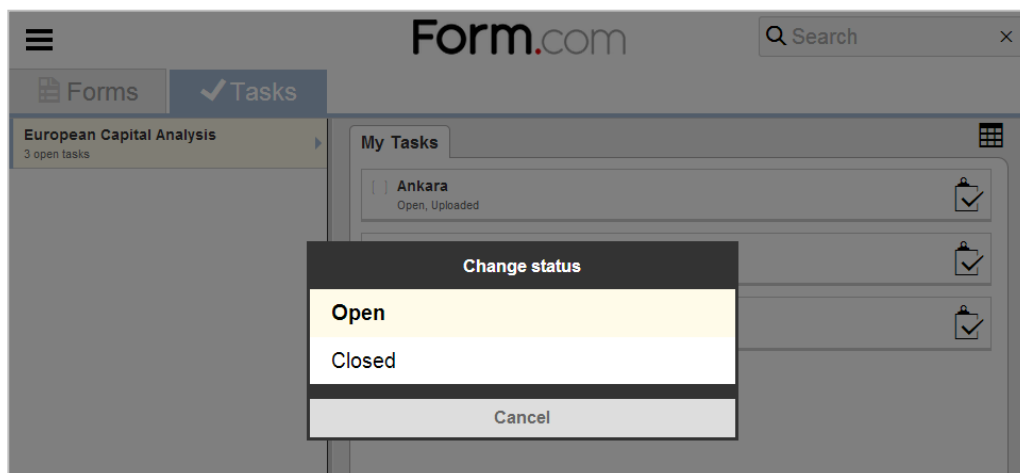 Form.com
Search ×
Forms Tasks
European Capital Analysis
3 open tasks
My Tasks
Ankara
Open, Uploaded
Change status
Open
Closed
Cancel